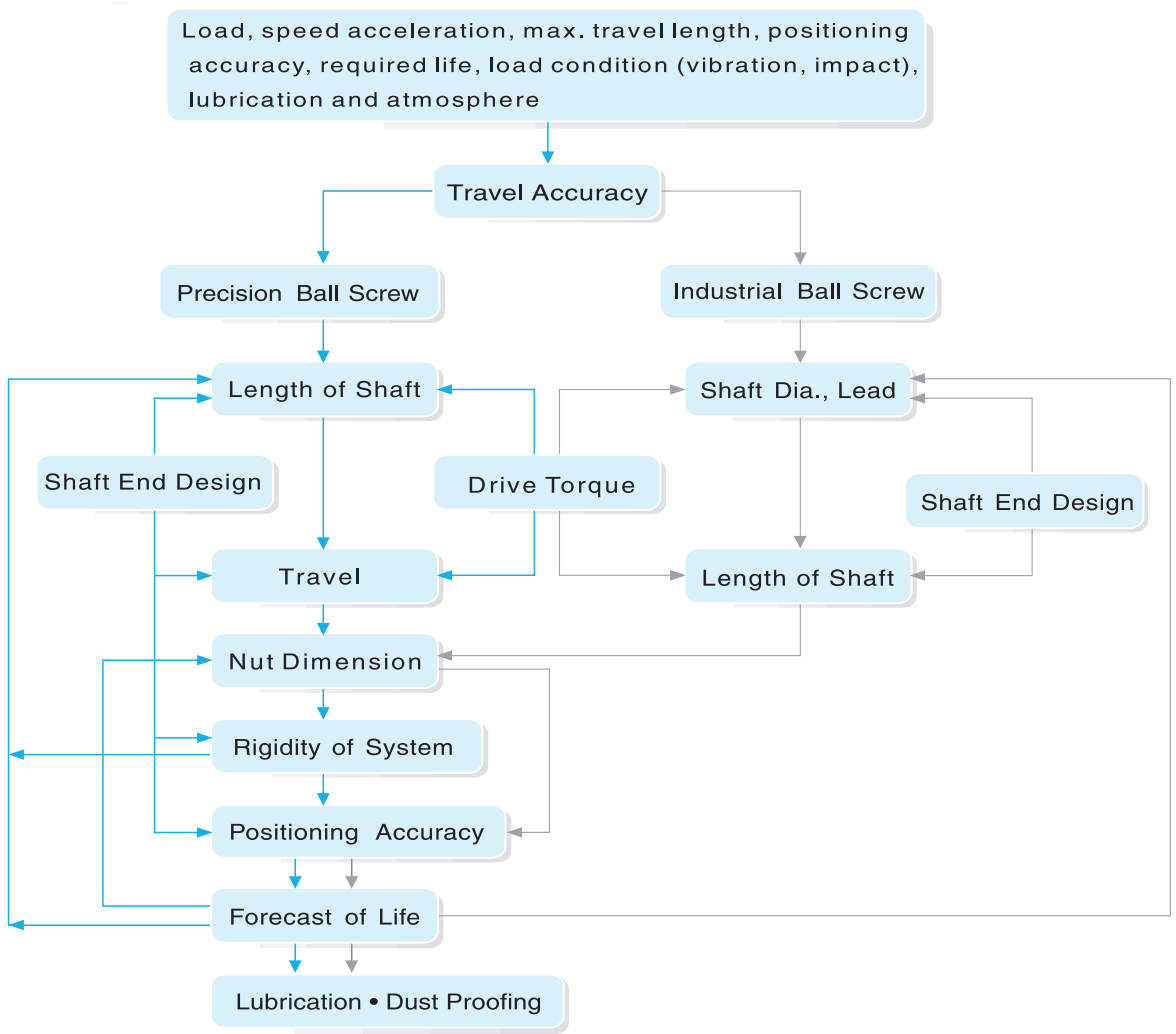 Load, speed acceleration, max. travel length, positioning
accuracy, required life, load condition (vibration, impact),
lubrication and atmosphere
Travel Accuracy
Precision Ball Screw
Industrial Ball Screw
Length of Shaft
Shaft Dia., Lead
Shaft End Design
Drive Torque
Shaft End Design
Travel
Length of Shaft
Nut Dimension
Rigidity of System
Positioning Accuracy
Forecast of Life
Lubrication • Dust Proofing